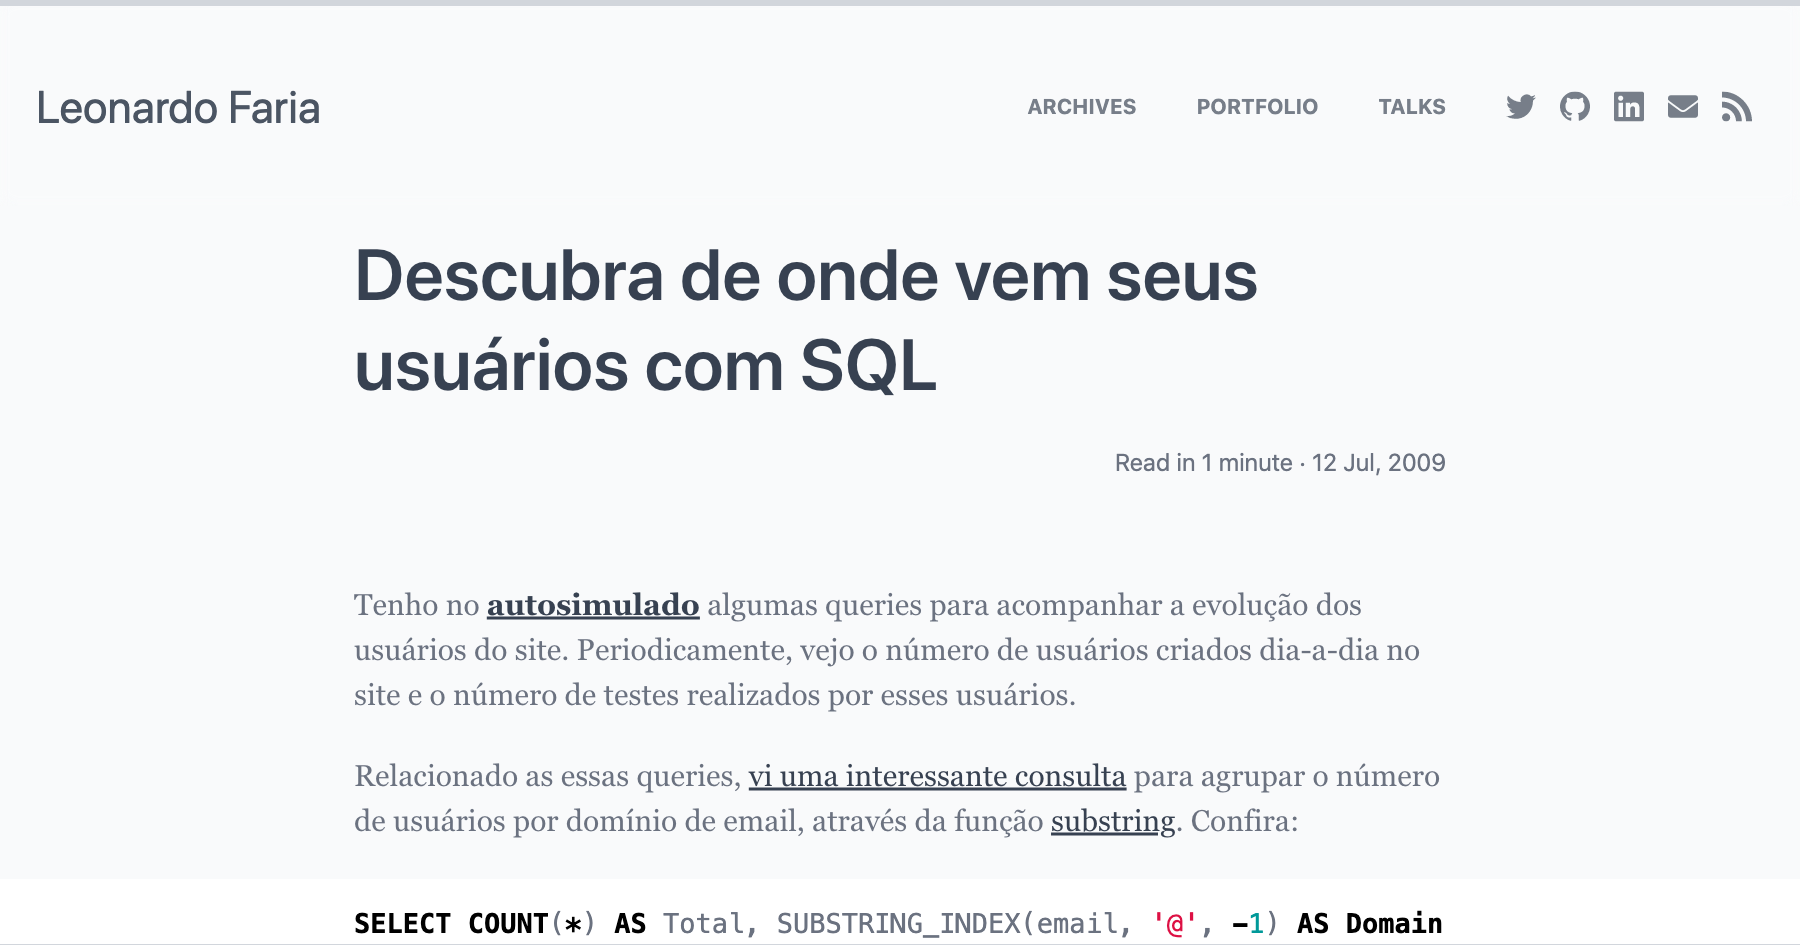 Leonardo Faria
ARCHIVES PORTFOLIO TALKS
Descubra de onde vem seus
usuários com SQL
Read in 1 minute · 12 Jul, 2009
Tenho no autosimulado algumas queries para acompanhar a evolução dos
usuários do site. Periodicamente, vejo o número de usuários criados dia-a-dia no
site e o número de testes realizados por esses usuários.
Relacionado as essas queries, vi uma interessante consulta para agrupar o número
de usuários por domínio de email, através da função substring. Confira:
SELECT COUNT(*) AS Total, SUBSTRING_INDEX(email, '@', -1) AS Domain